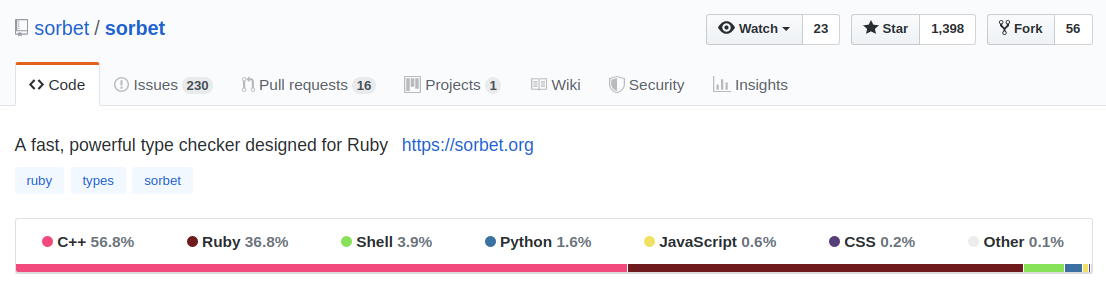 sorbet / sorbet Watch 23 Star 1,398 Fork 56
Code Issues 230 Pull requests 16 Projects 1 Wiki Security Insights
A fast, powerful type checker designed for Ruby https://sorbet.org
ruby types sorbet
C++ 56.8% Ruby 36.8% Shell 3.9% Python 1.6% JavaScript 0.6% CSS 0.2% Other 0.1%